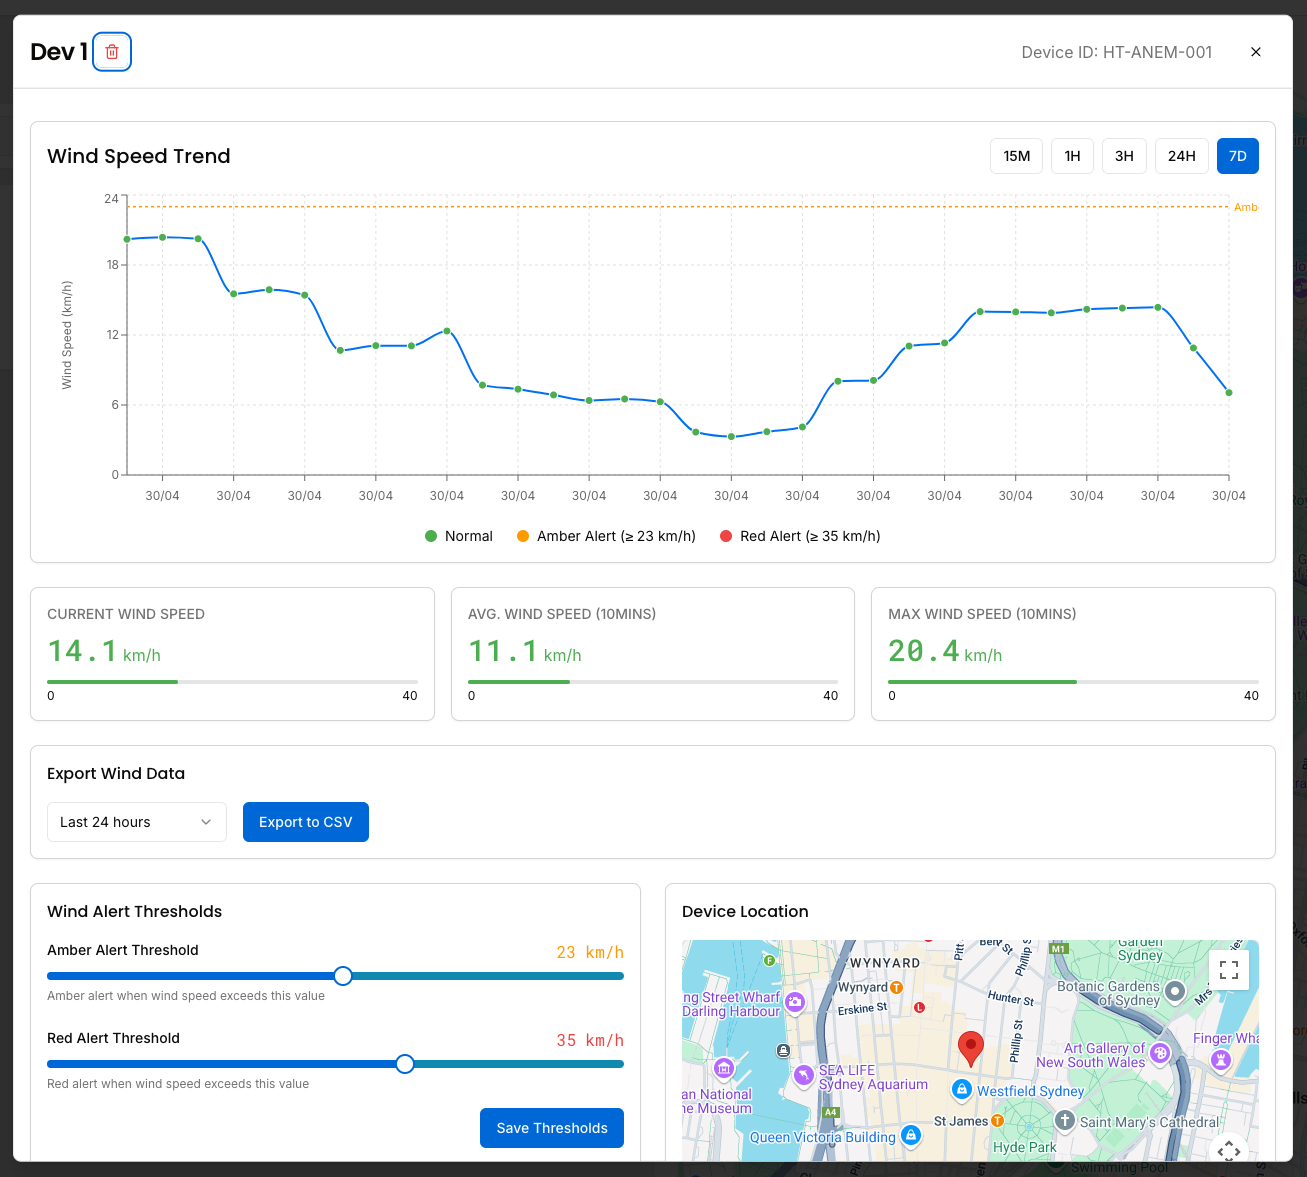 Dev 1
Device ID: HT-ANEM-001
Wind Speed Trend
15M
1H
3H
24H
7D
24
18
12
6
0
Wind Speed (km/h)
Amb
30/04 30/04 30/04 30/04 30/04 30/04 30/04 30/04 30/04 30/04 30/04 30/04 30/04 30/04 30/04 30/04
Normal
Amber Alert (≥ 23 km/h)
Red Alert (≥ 35 km/h)
CURRENT WIND SPEED
14.1 km/h
0 40
AVG. WIND SPEED (10MINS)
11.1 km/h
0 40
MAX WIND SPEED (10MINS)
20.4 km/h
0 40
Export Wind Data
Last 24 hours
Export to CSV
Wind Alert Thresholds
Amber Alert Threshold
23 km/h
Amber alert when wind speed exceeds this value
Red Alert Threshold
35 km/h
Red alert when wind speed exceeds this value
Save Thresholds
Device Location
WYNYARD
Wynyard
T
F
L
M1
Garden
Sydney
Phillip S
Hunter St
Botanic Gardens
of Sydney
Mrs
ng Street Wharf
Darling Harbour
Erskine St
Phillip St
Art Gallery of
New South Wales
Finger Wha
SEA LIFE
Sydney Aquarium
an National
ne Museum
Westfield Sydney
A4
St James
T
Saint Mary's Cathedral
Queen Victoria Building
Hyde Park
Swimming Pool